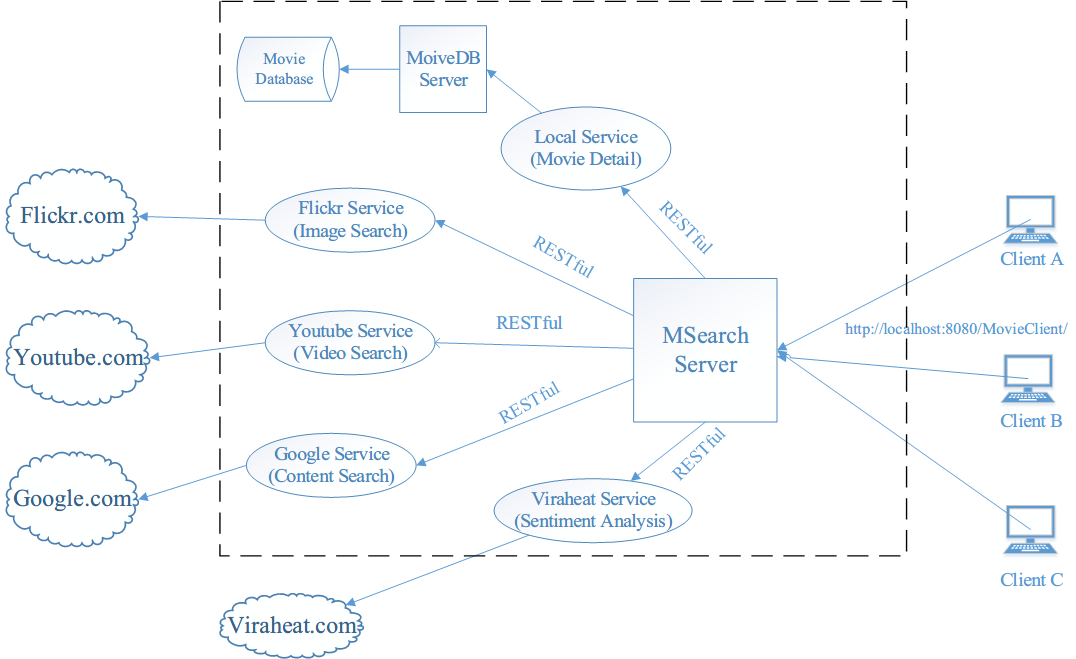 Movie
Database
MoiveDB
Server
Local Service
(Movie Detail)
Flickr.com
Flickr Service
(Image Search)
RESTful
RESTful
Client A
Youtube.com
Youtube Service
(Video Search)
RESTful
MSearch
Server
http://localhost:8080/MovieClient/
Client B
RESTful
Google.com
Google Service
(Content Search)
RESTful
Viraheat Service
(Sentiment Analysis)
Client C
Viraheat.com